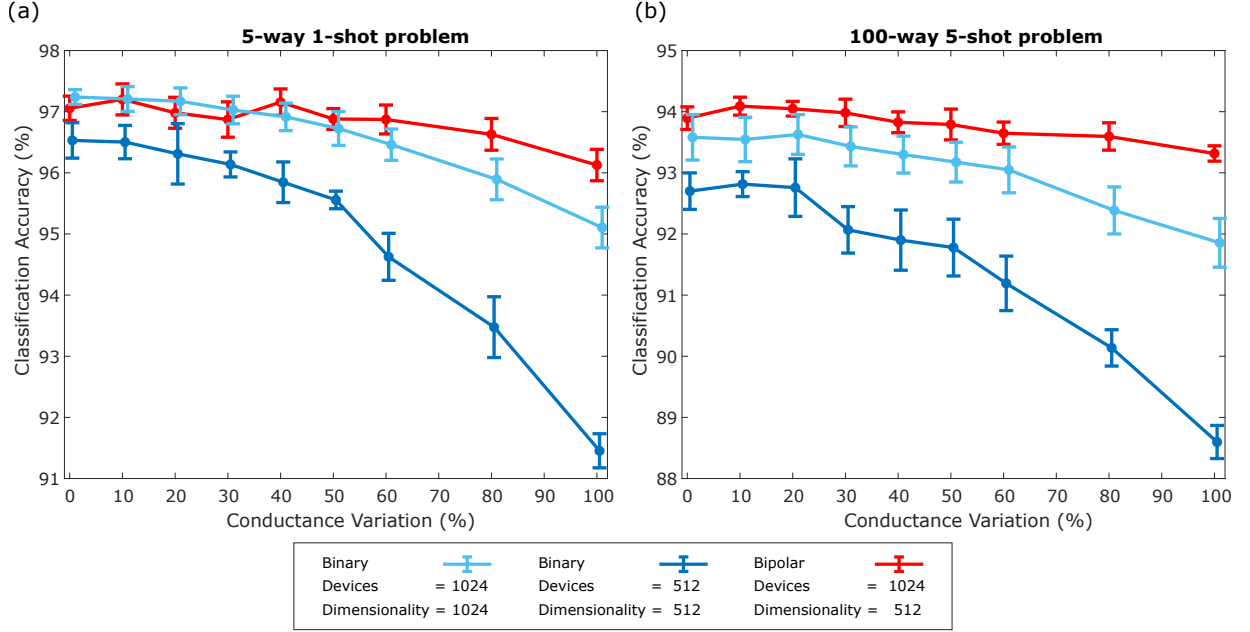 (a)
5-way 1-shot problem
98
97
96
95
94
93
92
91
Classification Accuracy (%)
0 10 20 30 40 50 60 70 80 90 100
Conductance Variation (%)
(b)
100-way 5-shot problem
95
94
93
92
91
90
89
88
Classification Accuracy (%)
0 10 20 30 40 50 60 70 80 90 100
Conductance Variation (%)
Binary
Devices = 1024
Dimensionality = 1024
Binary
Devices = 512
Dimensionality = 512
Bipolar
Devices = 1024
Dimensionality = 512